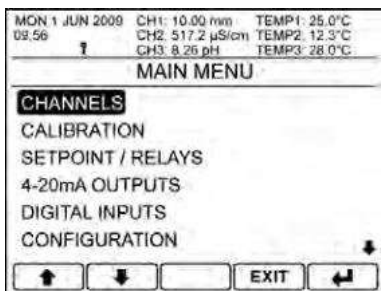 MON 1 JUN 2009 CH1: 10.00 mm TEMP1: 25.0°C
09:56 CH2: 517.2 µS/cm TEMP2: 12.3°C
CH3: 8.26 pH TEMP3: 28.0°C
MAIN MENU
CHANNELS
CALIBRATION
SETPOINT / RELAYS
4-20mA OUTPUTS
DIGITAL INPUTS
CONFIGURATION
EXIT